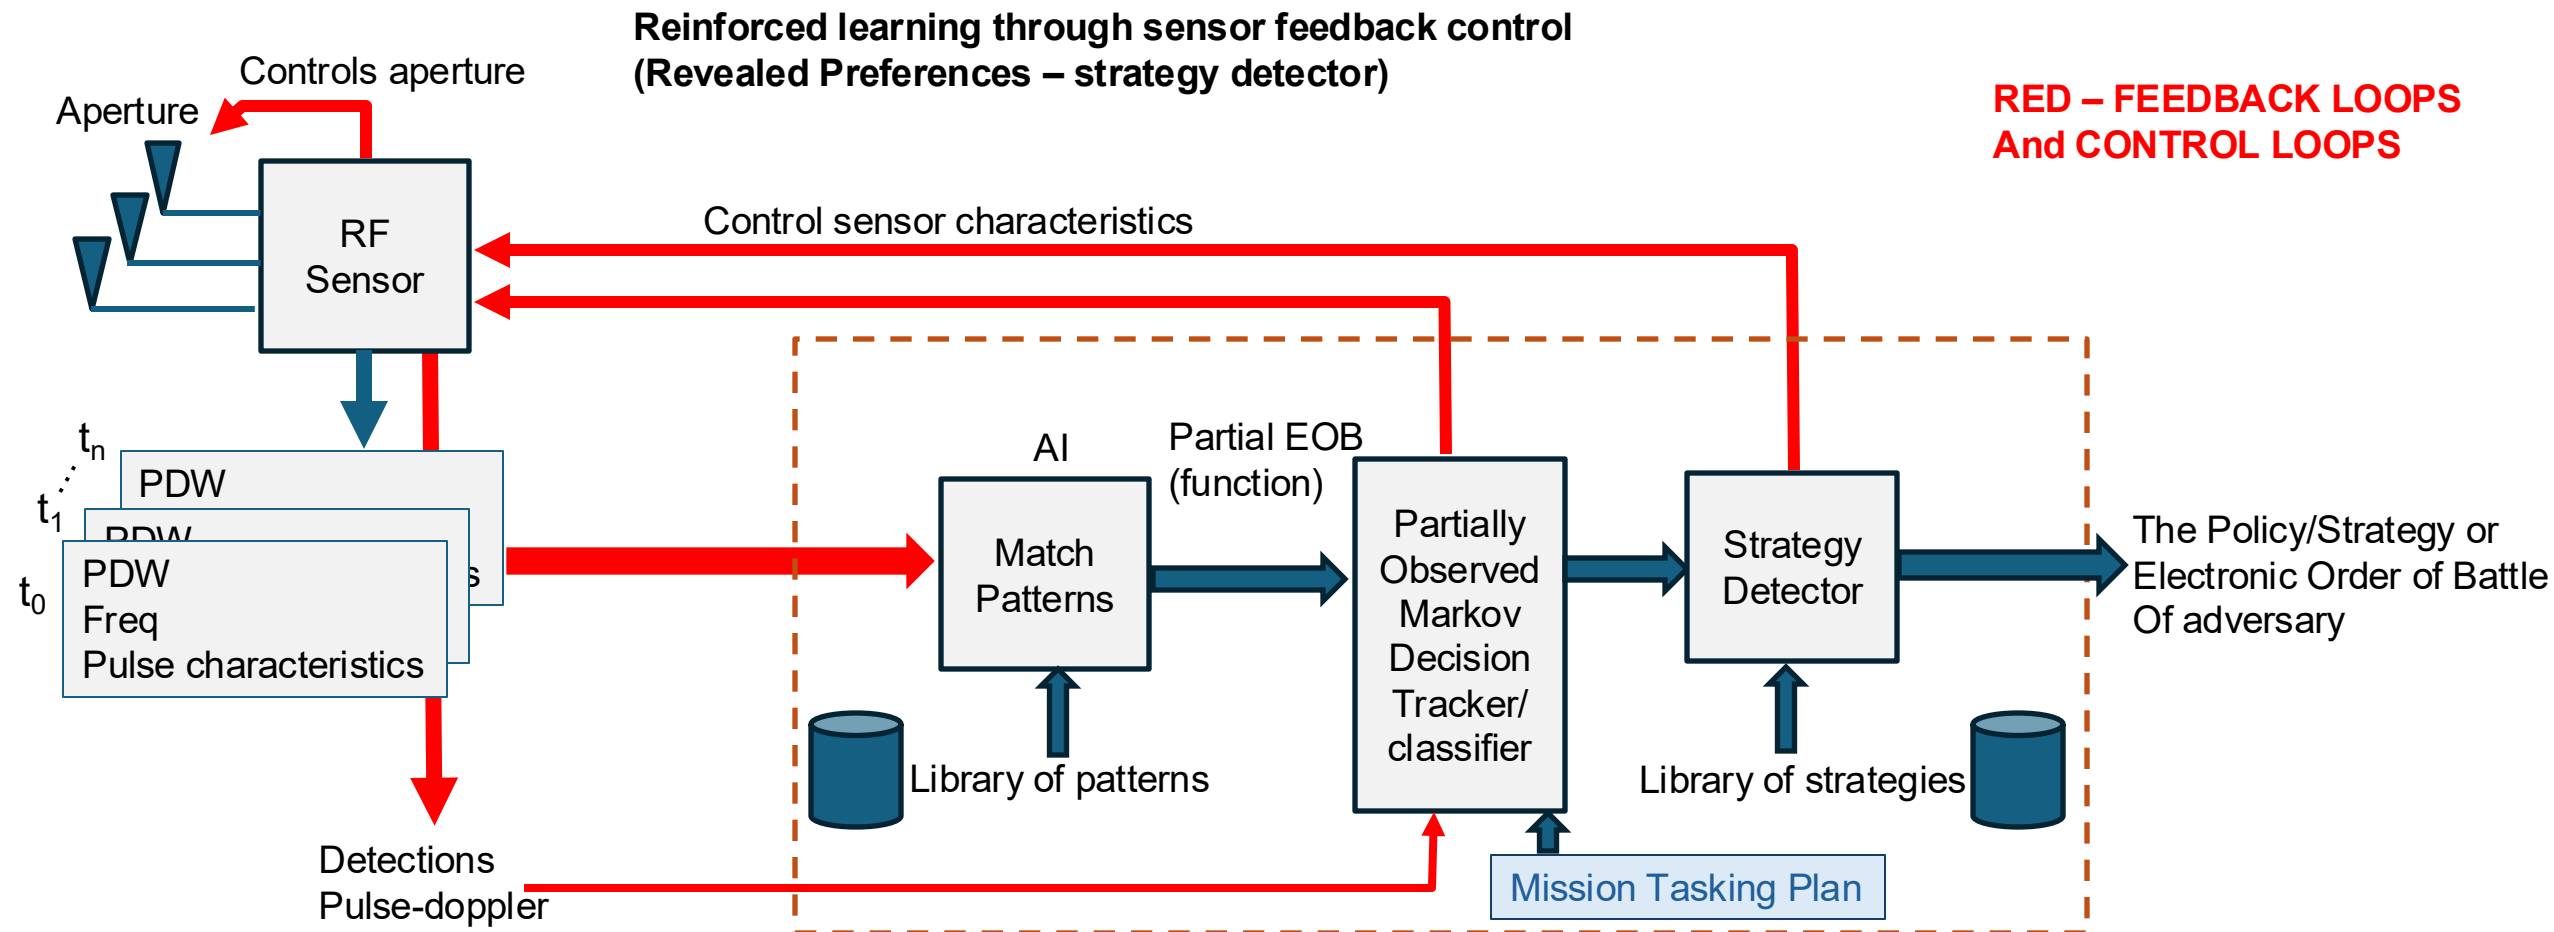 Reinforced learning through sensor feedback control
(Revealed Preferences – strategy detector)
RED – FEEDBACK LOOPS
And CONTROL LOOPS
Controls aperture
Aperture
RF
Sensor
Control sensor characteristics
tn
t1
t0
PDW
PDW
s
PDW
Freq
Pulse characteristics
Detections
Pulse-doppler
AI
Match
Patterns
Library of patterns
Partial EOB
(function)
Partially
Observed
Markov
Decision
Tracker/
classifier
Mission Tasking Plan
Strategy
Detector
Library of strategies
The Policy/Strategy or
Electronic Order of Battle
Of adversary